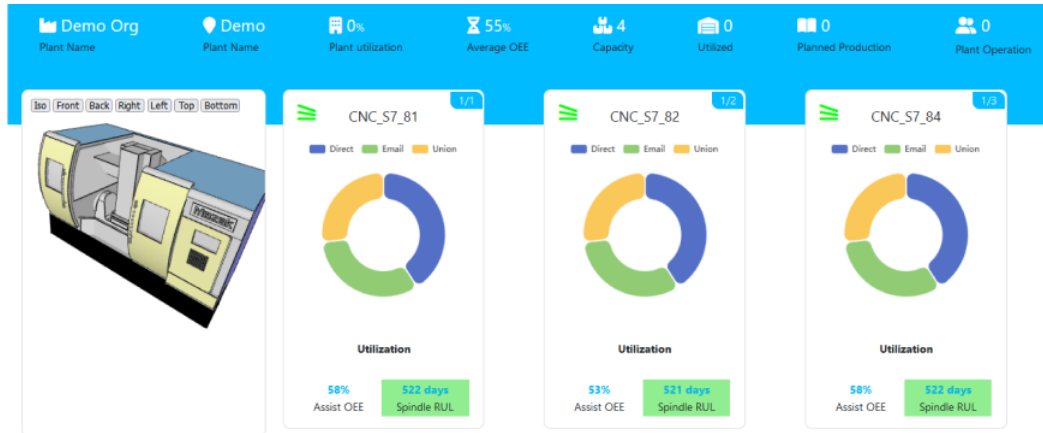 Demo Org
Plant Name
Demo
Plant Name
0%
Plant utilization
55%
Average OEE
4
Capacity
0
Utilized
0
Planned Production
0
Plant Operation
Iso Front Back Right Left Top Bottom
Mazak
1/1
CNC_S7_81
Direct Email Union
Utilization
58%
Assist OEE
522 days
Spindle RUL
1/2
CNC_S7_82
Direct Email Union
Utilization
53%
Assist OEE
521 days
Spindle RUL
1/3
CNC_S7_84
Direct Email Union
Utilization
58%
Assist OEE
522 days
Spindle RUL